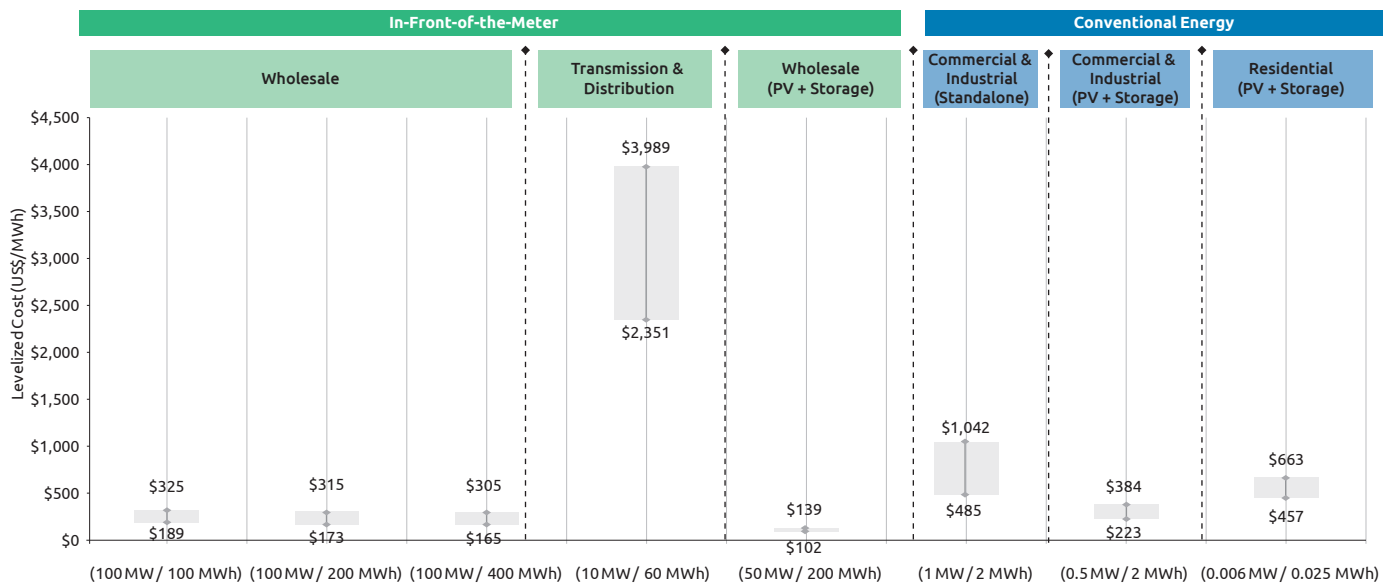 In-Front-of-the-Meter
Conventional Energy
Wholesale
Transmission &
Distribution
Wholesale
(PV + Storage)
Commercial &
Industrial
(Standalone)
Commercial &
Industrial
(PV + Storage)
Residential
(PV + Storage)
Levelized Cost (US$/MWh)
$4,500
$4,000
$3,500
$3,000
$2,500
$2,000
$1,500
$1,000
$500
$0
$325
$189
$315
$173
$305
$165
$3,989
$2,351
$139
$102
$1,042
$485
$384
$223
$663
$457
(100 MW / 100 MWh)
(100 MW / 200 MWh)
(100 MW / 400 MWh)
(10 MW / 60 MWh)
(50 MW / 200 MWh)
(1 MW / 2 MWh)
(0.5 MW / 2 MWh)
(0.006 MW / 0.025 MWh)